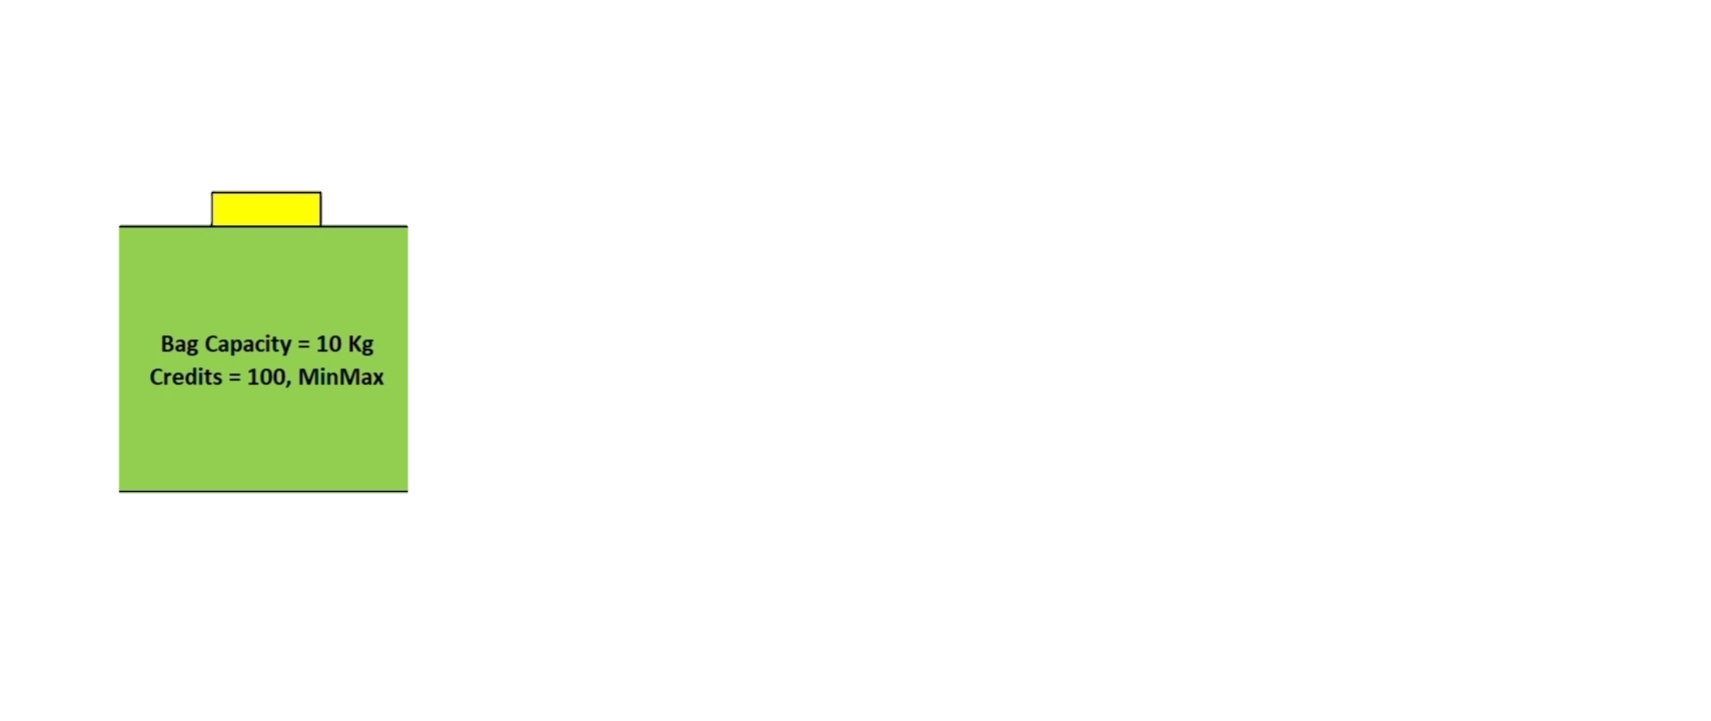 Bag Capacity = 10 Kg
Credits = 100, MinMax